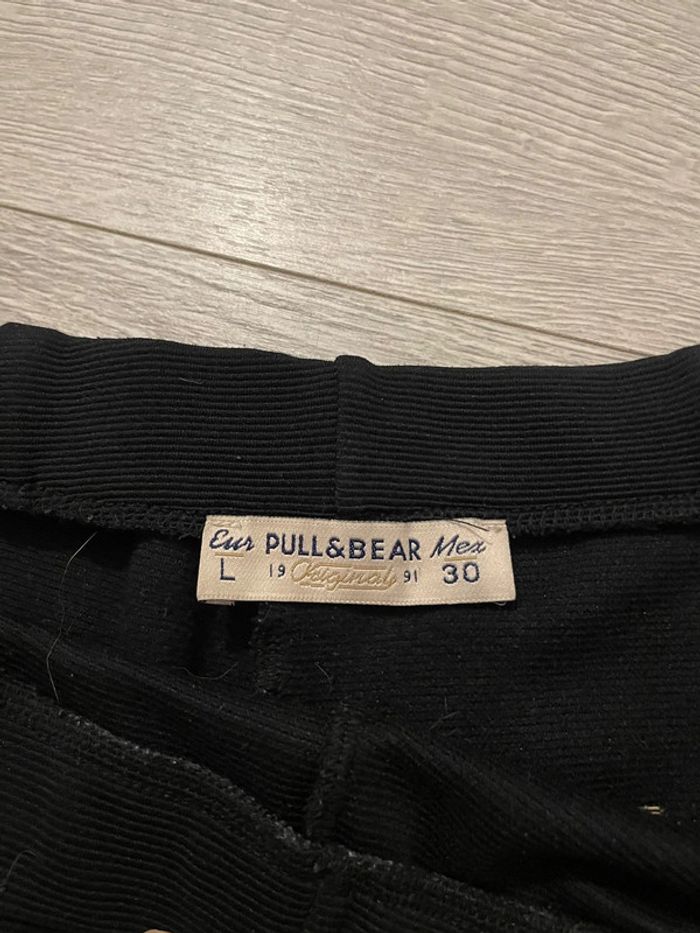 Eur PULL&BEAR Mex
L 19 Original 91 30